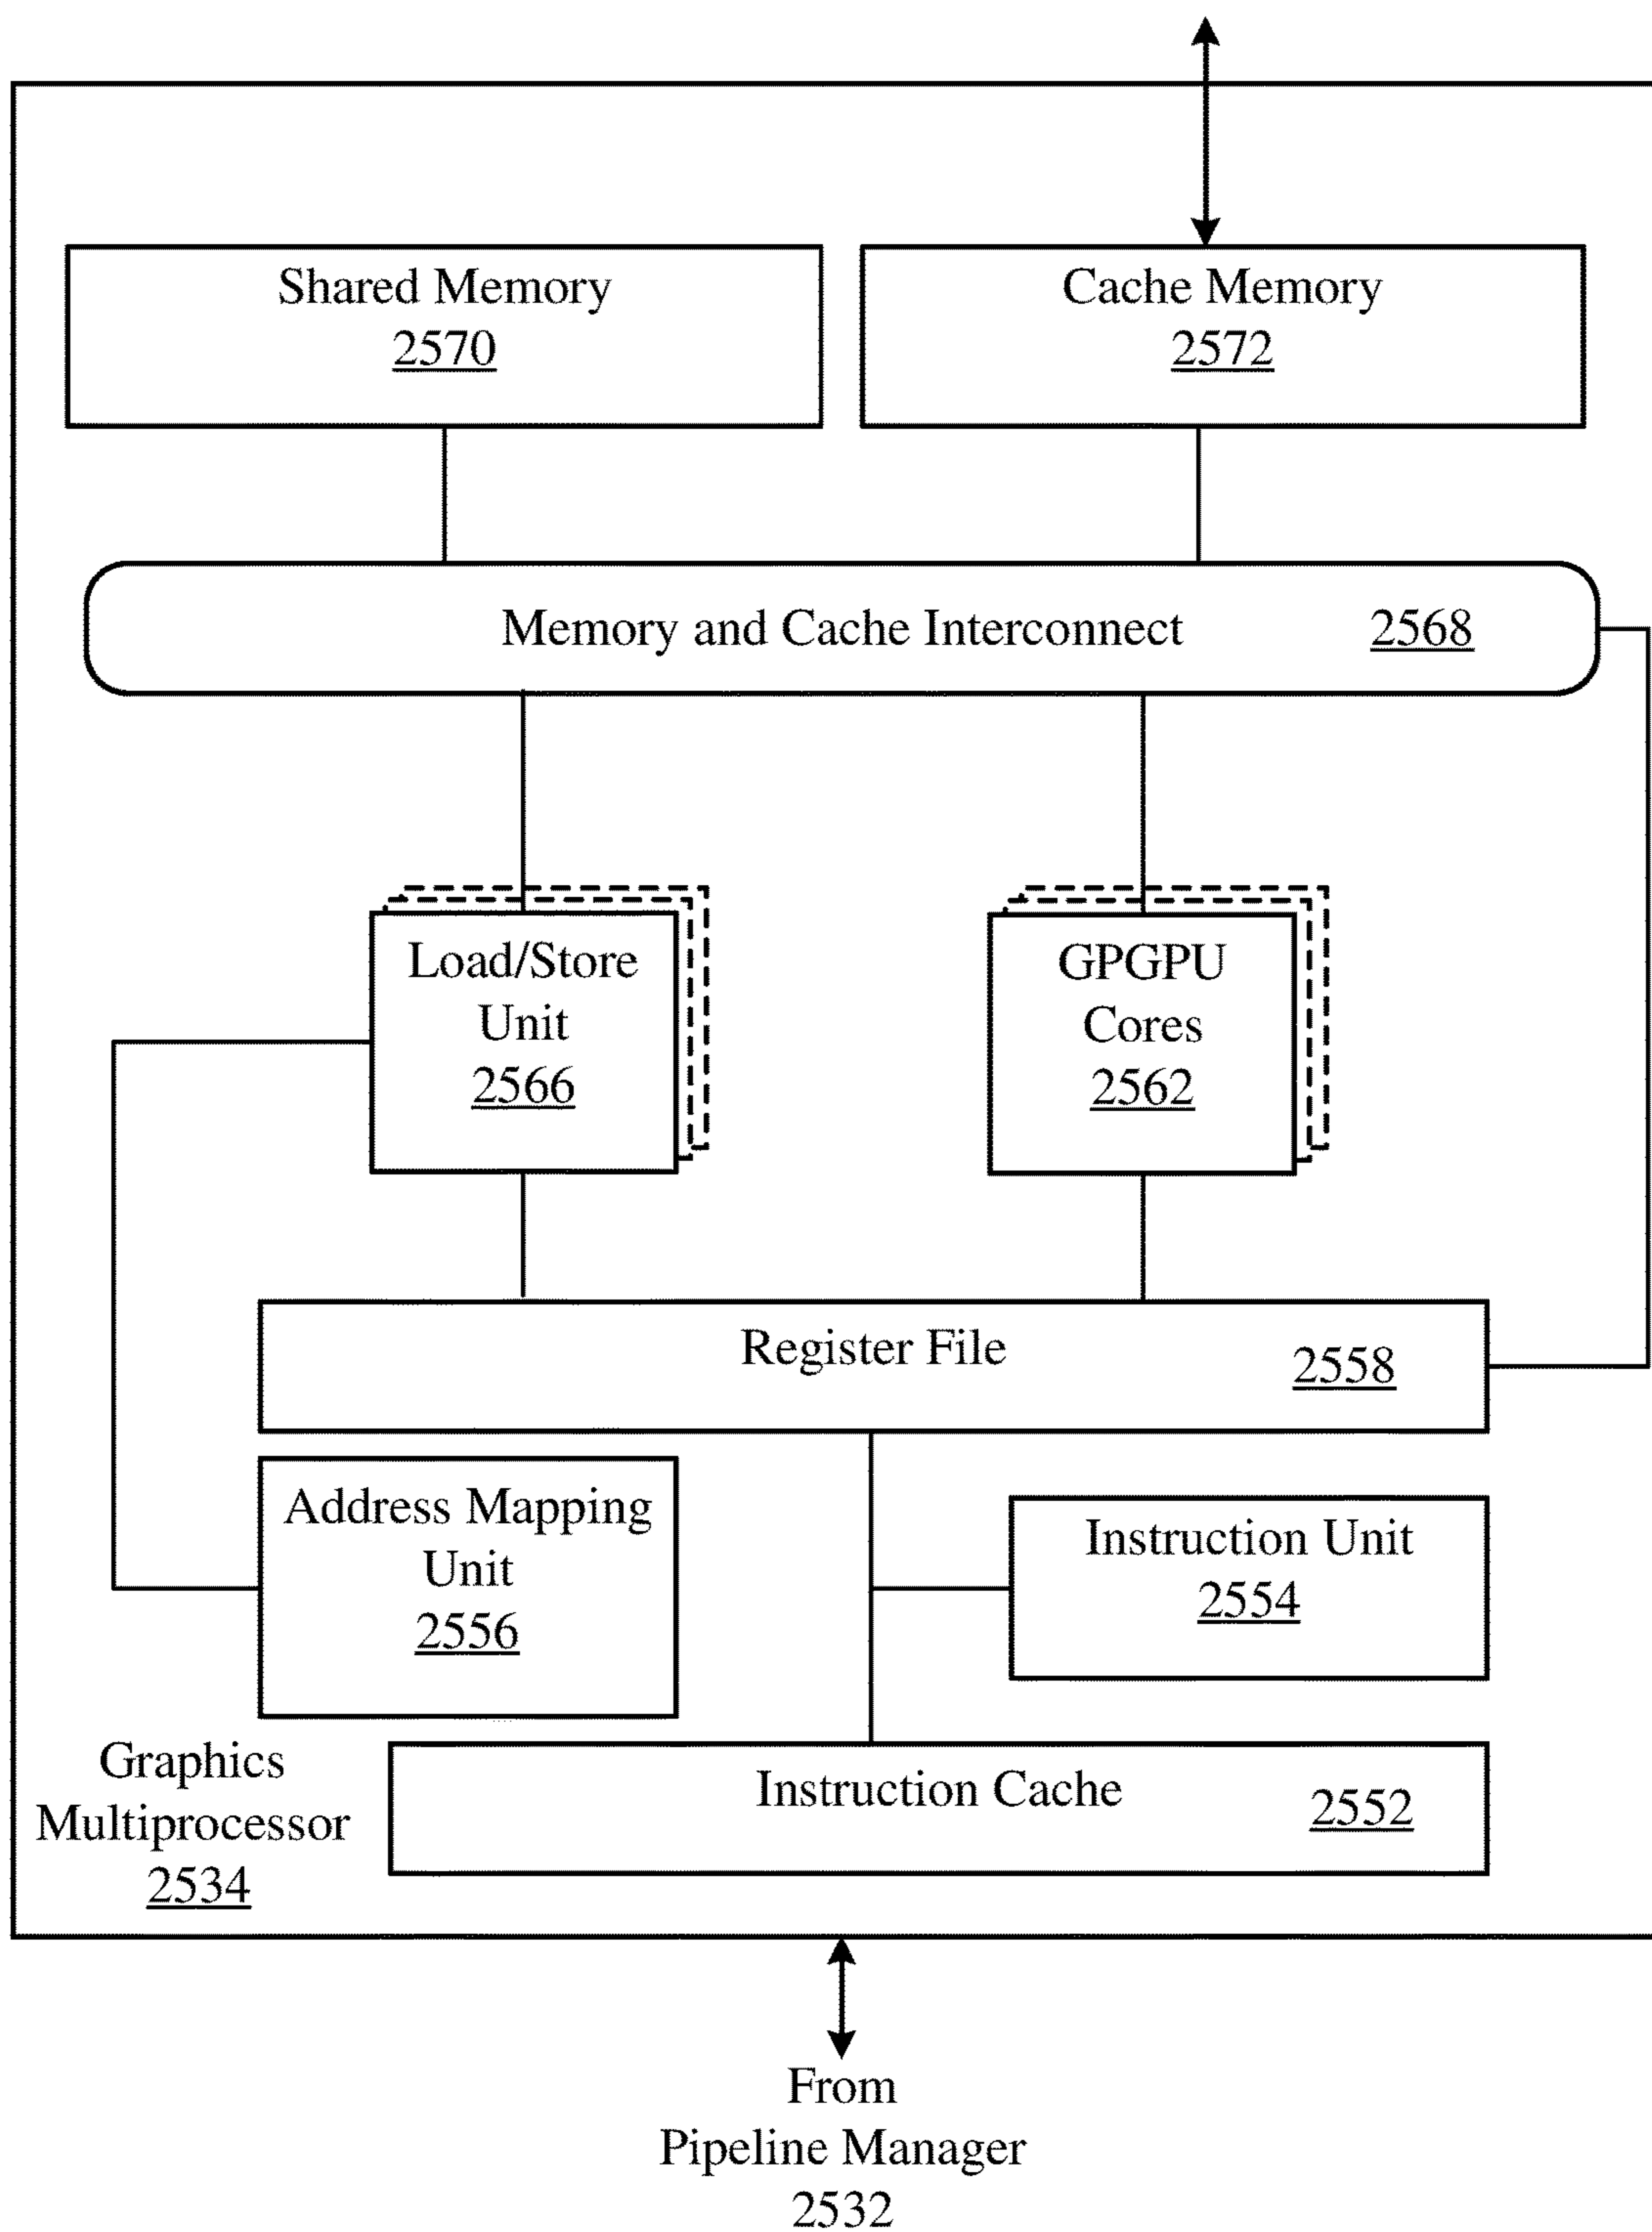 Shared Memory
2570
Cache Memory
2572
Memory and Cache Interconnect 2568
Load/Store
Unit
2566
GPGPU
Cores
2562
Register File 2558
Address Mapping
Unit
2556
Instruction Unit
2554
Graphics
Multiprocessor
2534
Instruction Cache 2552
From
Pipeline Manager
2532